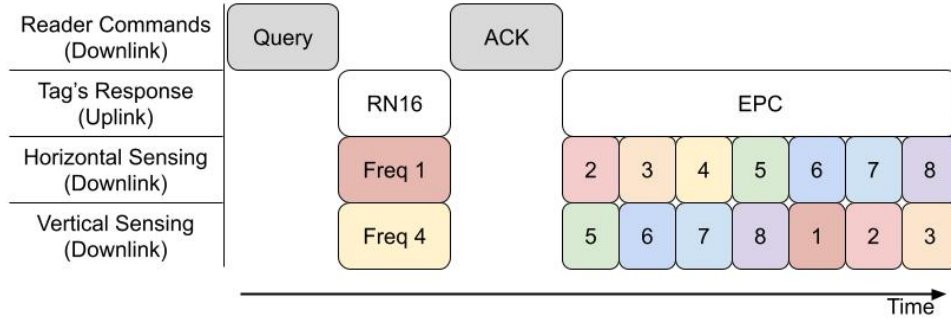 Reader Commands
(Downlink)
Query
ACK
Tag's Response
(Uplink)
RN16
EPC
Horizontal Sensing
(Downlink)
Freq 1
2 3 4 5 6 7 8
Vertical Sensing
(Downlink)
Freq 4
5 6 7 8 1 2 3
Time